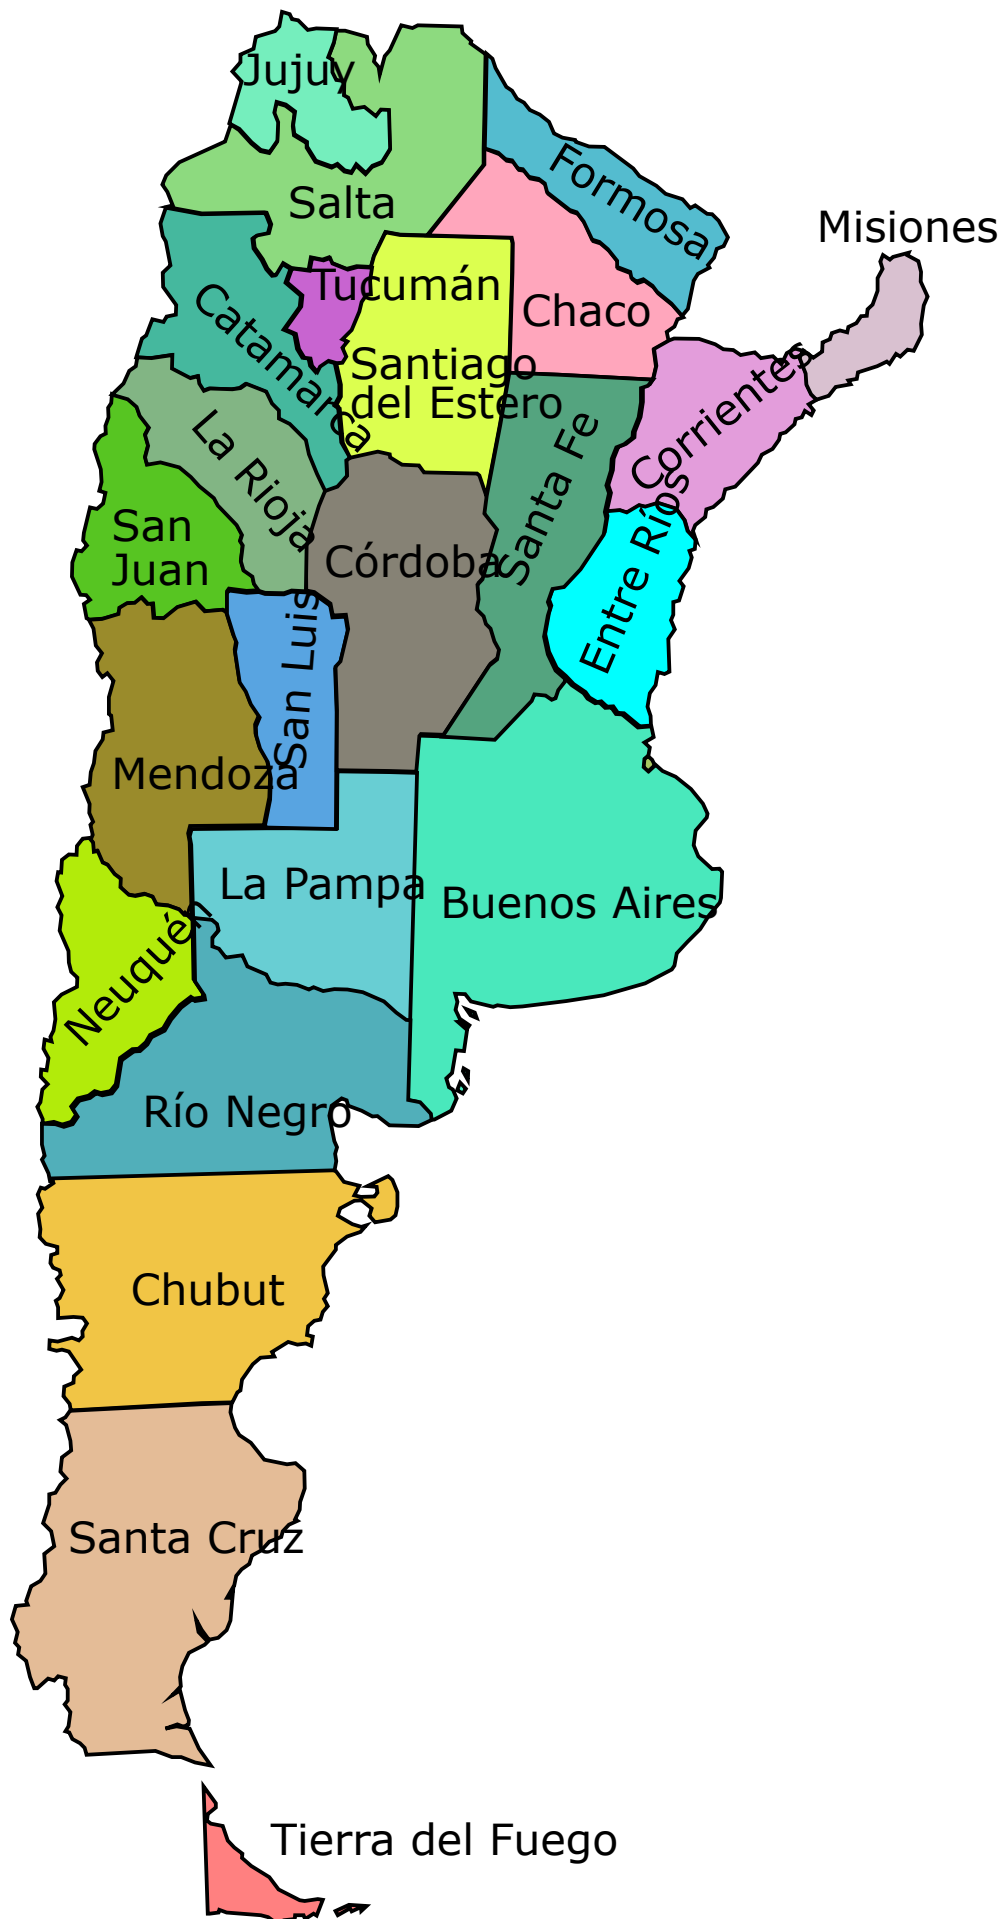 Jujuy
Salta
Formosa
Misiones
Tucumán
Chaco
Catamarca
Santiago
del Estero
Corrientes
La Rioja
Santa Fe
San
Juan
Córdoba
Entre Ríos
San Luis
Mendoza
La Pampa
Buenos Aires
Neuquén
Río Negro
Chubut
Santa Cruz
Tierra del Fuego